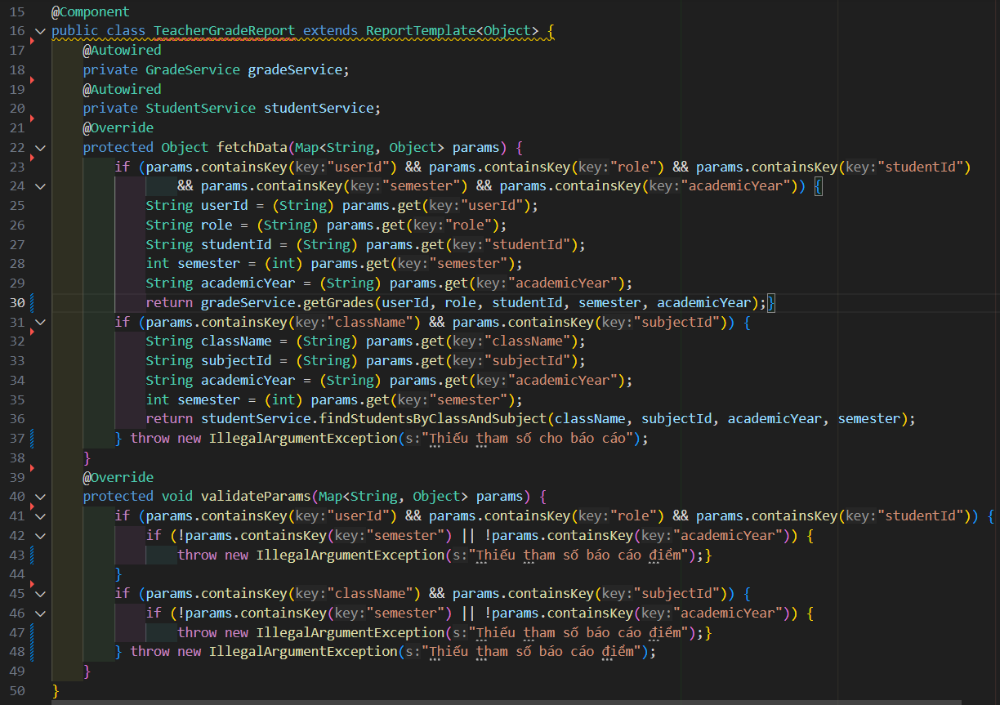 15 @Component
16 public class TeacherGradeReport extends ReportTemplate<Object> {
17 @Autowired
18 private GradeService gradeService;
19 @Autowired
20 private StudentService studentService;
21 @Override
22 protected Object fetchData(Map<String, Object> params) {
23 if (params.containsKey(key:"userId") && params.containsKey(key:"role") && params.containsKey(key:"studentId")
24 && params.containsKey(key:"semester") && params.containsKey(key:"academicYear")) {
25 String userId = (String) params.get(key:"userId");
26 String role = (String) params.get(key:"role");
27 String studentId = (String) params.get(key:"studentId");
28 int semester = (int) params.get(key:"semester");
29 String academicYear = (String) params.get(key:"academicYear");
30 return gradeService.getGrades(userId, role, studentId, semester, academicYear);}
31 if (params.containsKey(key:"className") && params.containsKey(key:"subjectId")) {
32 String className = (String) params.get(key:"className");
33 String subjectId = (String) params.get(key:"subjectId");
34 String academicYear = (String) params.get(key:"academicYear");
35 int semester = (int) params.get(key:"semester");
36 return studentService.findStudentsByClassAndSubject(className, subjectId, academicYear, semester);
37 } throw new IllegalArgumentException(s:"Thiếu tham số cho báo cáo");
38 }
39 @Override
40 protected void validateParams(Map<String, Object> params) {
41 if (params.containsKey(key:"userId") && params.containsKey(key:"role") && params.containsKey(key:"studentId")) {
42 if (!params.containsKey(key:"semester") || !params.containsKey(key:"academicYear")) {
43 throw new IllegalArgumentException(s:"Thiếu tham số báo cáo điểm");}
44 }
45 if (params.containsKey(key:"className") && params.containsKey(key:"subjectId")) {
46 if (!params.containsKey(key:"semester") || !params.containsKey(key:"academicYear")) {
47 throw new IllegalArgumentException(s:"Thiếu tham số báo cáo điểm");}
48 } throw new IllegalArgumentException(s:"Thiếu tham số báo cáo điểm");
49 }
50 }